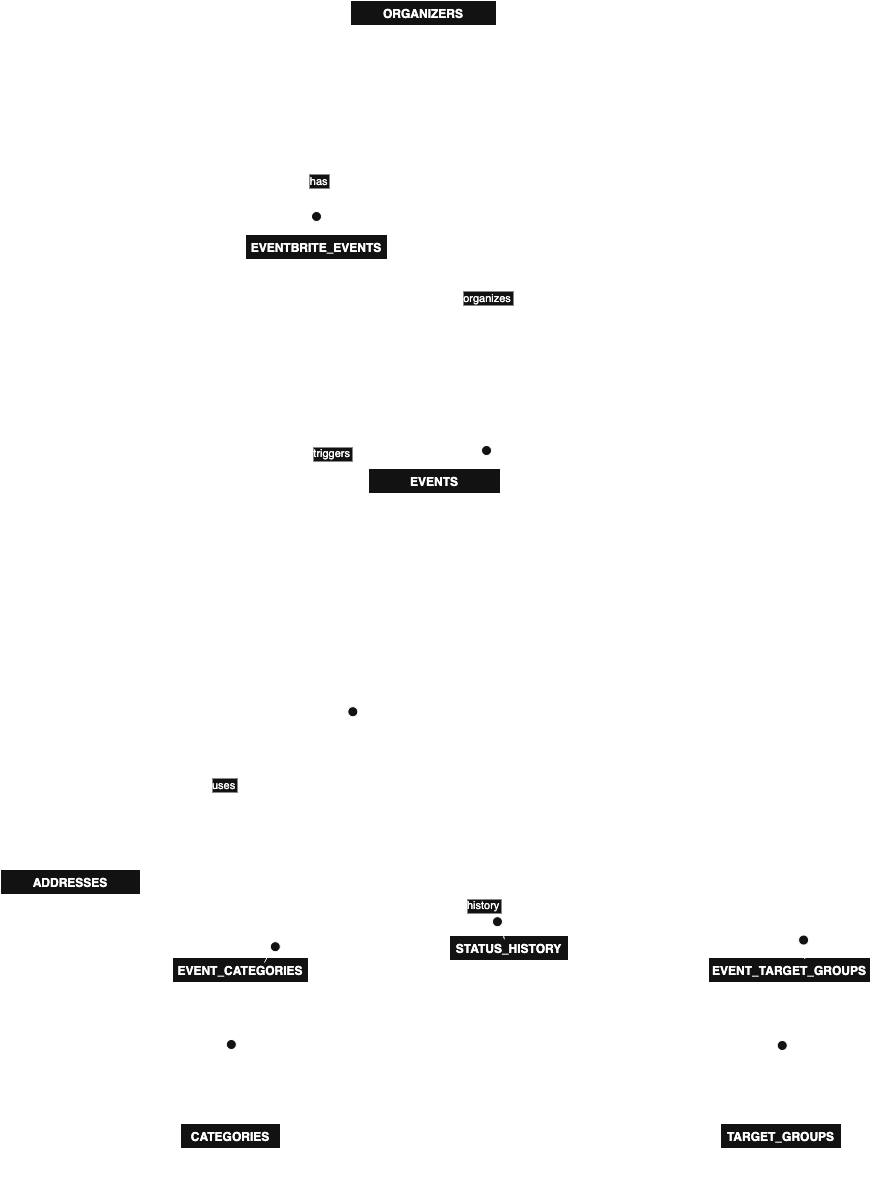 ORGANIZERS
has
EVENTBRITE_EVENTS
organizes
triggers
EVENTS
uses
ADDRESSES
history
STATUS_HISTORY
EVENT_CATEGORIES
EVENT_TARGET_GROUPS
CATEGORIES
TARGET_GROUPS